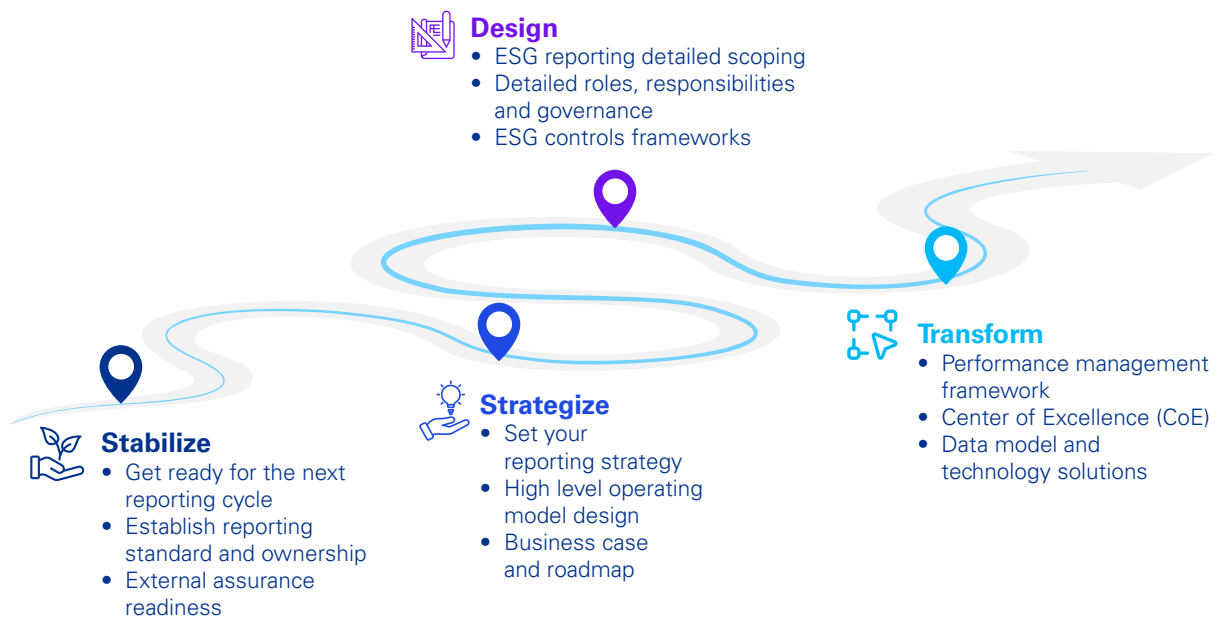 Design
• ESG reporting detailed scoping
• Detailed roles, responsibilities
and governance
• ESG controls frameworks
Stabilize
• Get ready for the next
reporting cycle
• Establish reporting
standard and ownership
• External assurance
readiness
Strategize
• Set your
reporting strategy
• High level operating
model design
• Business case
and roadmap
Transform
• Performance management
framework
• Center of Excellence (CoE)
• Data model and
technology solutions